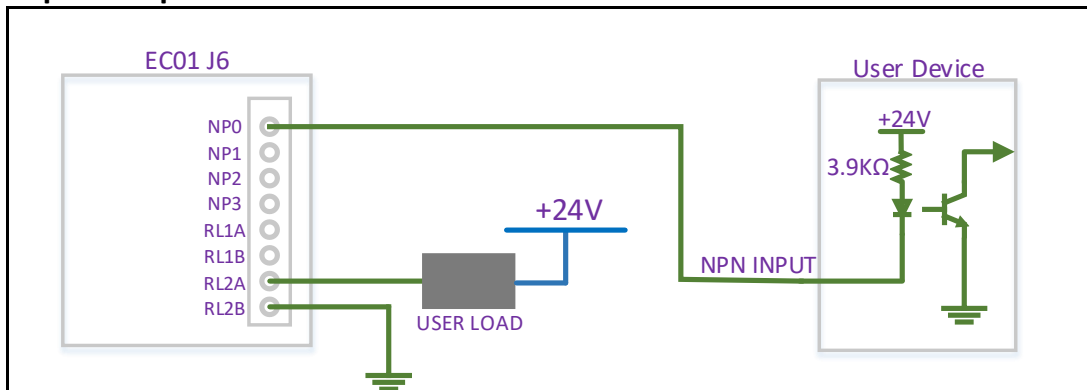 EC01 J6
NP0
NP1
NP2
NP3
RL1A
RL1B
RL2A
RL2B
+24V
USER LOAD
NPN INPUT
User Device
+24V
3.9KΩ